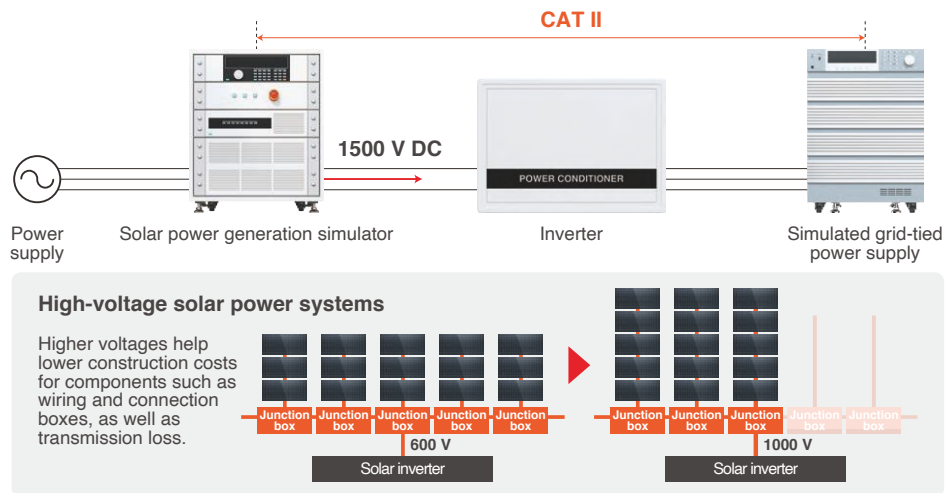 CAT II
1500 V DC
POWER CONDITIONER
Power
supply
Solar power generation simulator
Inverter
Simulated grid-tied
power supply
High-voltage solar power systems
Higher voltages help
lower construction costs
for components such as
wiring and connection
boxes, as well as
transmission loss.
Junction
box
Junction
box
Junction
box
Junction
box
Junction
box
600 V
Solar inverter
Junction
box
Junction
box
Junction
box
Junction
box
Junction
box
1000 V
Solar inverter